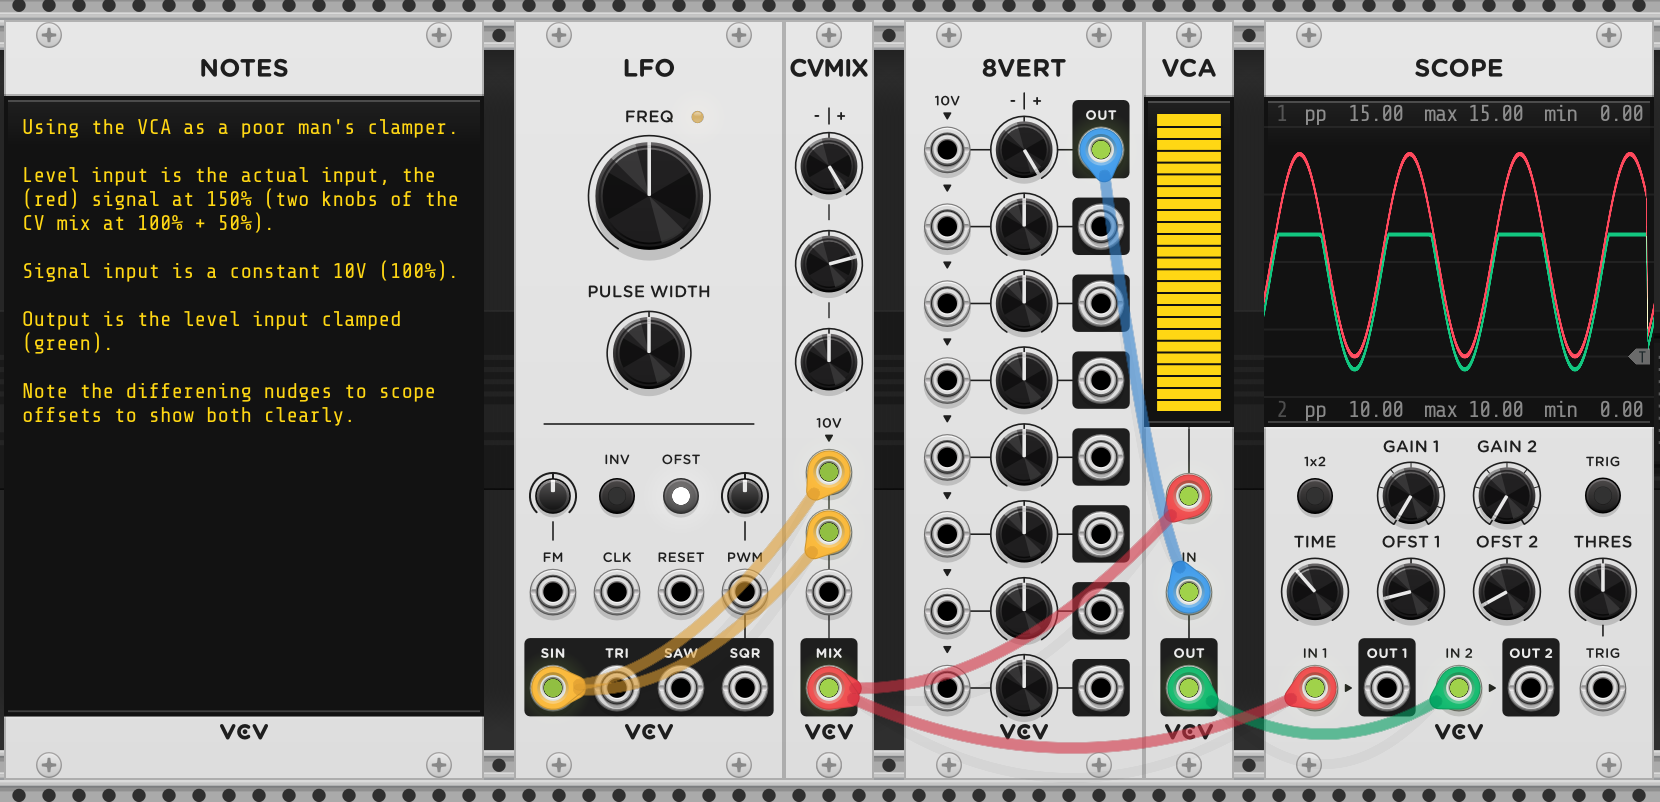 NOTES
Using the VCA as a poor man's clamper.
Level input is the actual input, the
(red) signal at 150% (two knobs of the
CV mix at 100% + 50%).
Signal input is a constant 10V (100%).
Output is the level input clamped
(green).
Note the differening nudges to scope
offsets to show both clearly.
VCV
LFO
FREQ
PULSE WIDTH
INV OFST
FM CLK RESET PWM
SIN TRI SAW SQR
VCV
CVMIX
- | +
10V
MIX
VCV
8VERT
10V - | + OUT
VCV
VCA
IN
OUT
VCV
SCOPE
1 pp 15.00 max 15.00 min 0.00
T
2 pp 10.00 max 10.00 min 0.00
1x2 GAIN 1 GAIN 2 TRIG
TIME OFST 1 OFST 2 THRES
IN 1 OUT 1 IN 2 OUT 2 TRIG
VCV